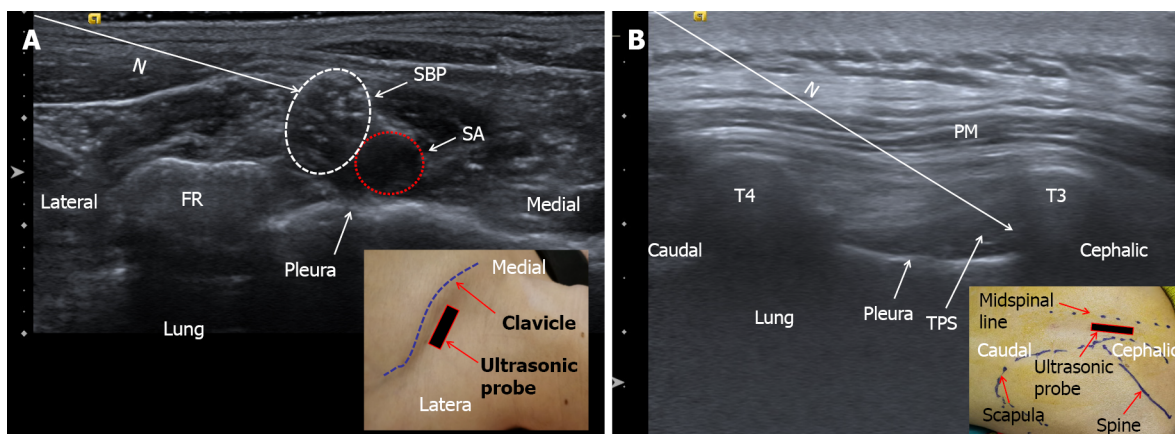 A
N
SBP
SA
FR
Lateral
Medial
Pleura
Lung
Medial
Clavicle
Ultrasonic
probe
Latera
B
N
PM
T4
T3
Caudal
Cephalic
Lung
Pleura
TPS
Midspinal
line
Caudal
Cephalic
Ultrasonic
probe
Scapula
Spine